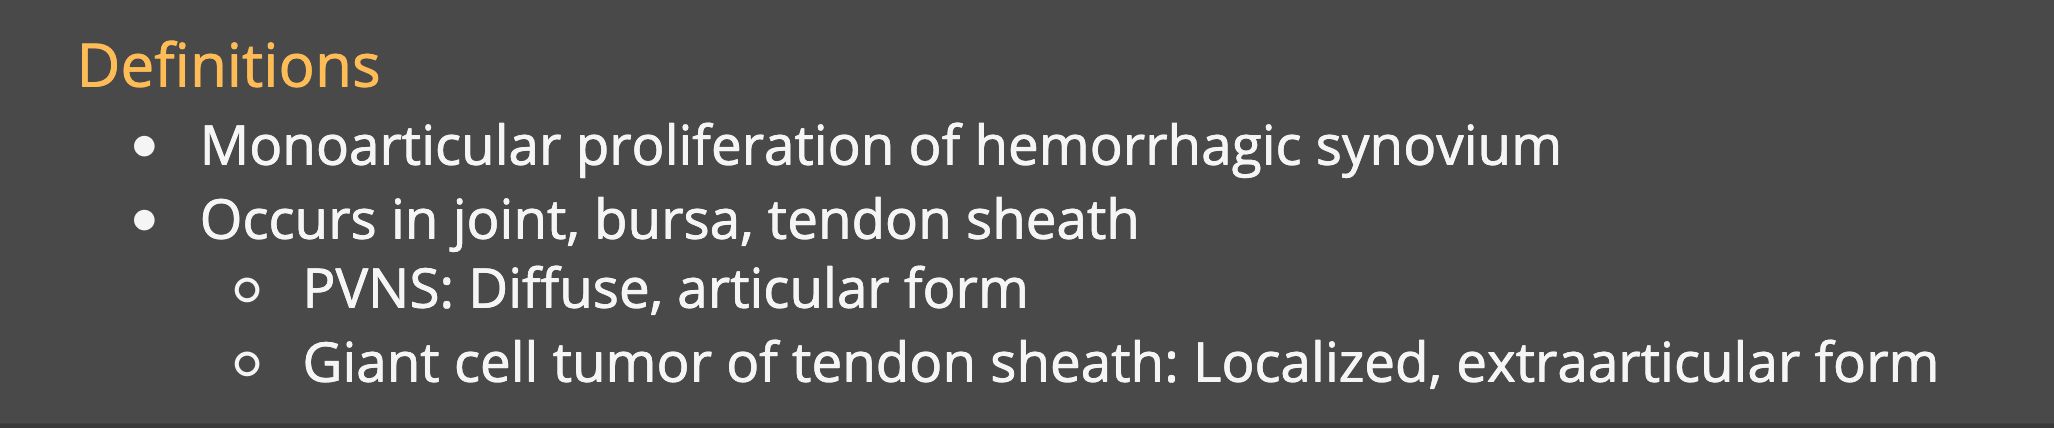 Definitions
• Monoarticular proliferation of hemorrhagic synovium
• Occurs in joint, bursa, tendon sheath
○ PVNS: Diffuse, articular form
○ Giant cell tumor of tendon sheath: Localized, extraarticular form